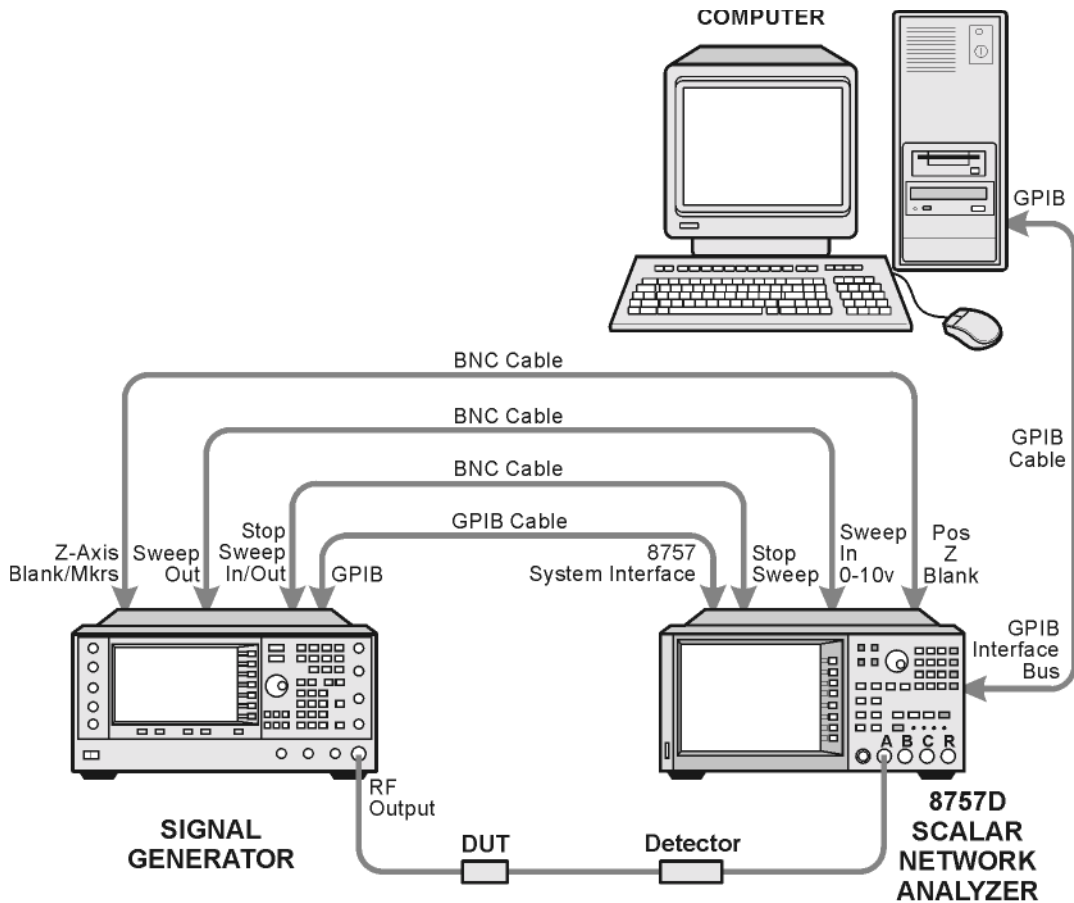 COMPUTER
GPIB
GPIB
Cable
BNC Cable
BNC Cable
BNC Cable
GPIB Cable
Z-Axis
Blank/Mkrs
Sweep
Out
Stop
Sweep
In/Out
GPIB
8757
System Interface
Stop
Sweep
Sweep
In
0-10v
Pos
Z
Blank
GPIB
Interface
Bus
A B C R
RF
Output
SIGNAL
GENERATOR
DUT
Detector
8757D
SCALAR
NETWORK
ANALYZER